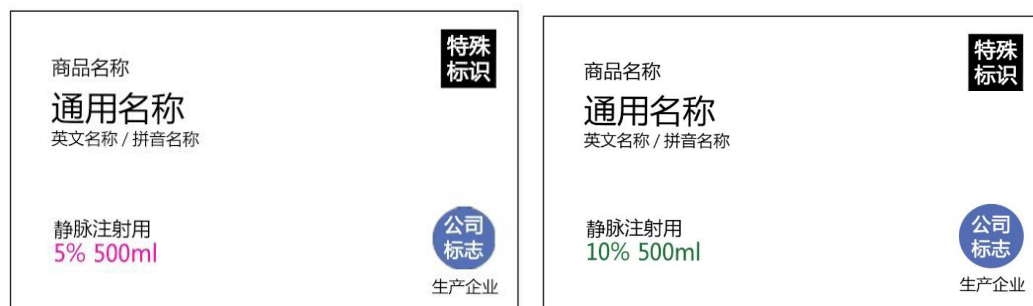 特殊
标识
商品名称
通用名称
英文名称 / 拼音名称
静脉注射用
5% 500ml
公司
标志
生产企业
特殊
标识
商品名称
通用名称
英文名称 / 拼音名称
静脉注射用
10% 500ml
公司
标志
生产企业